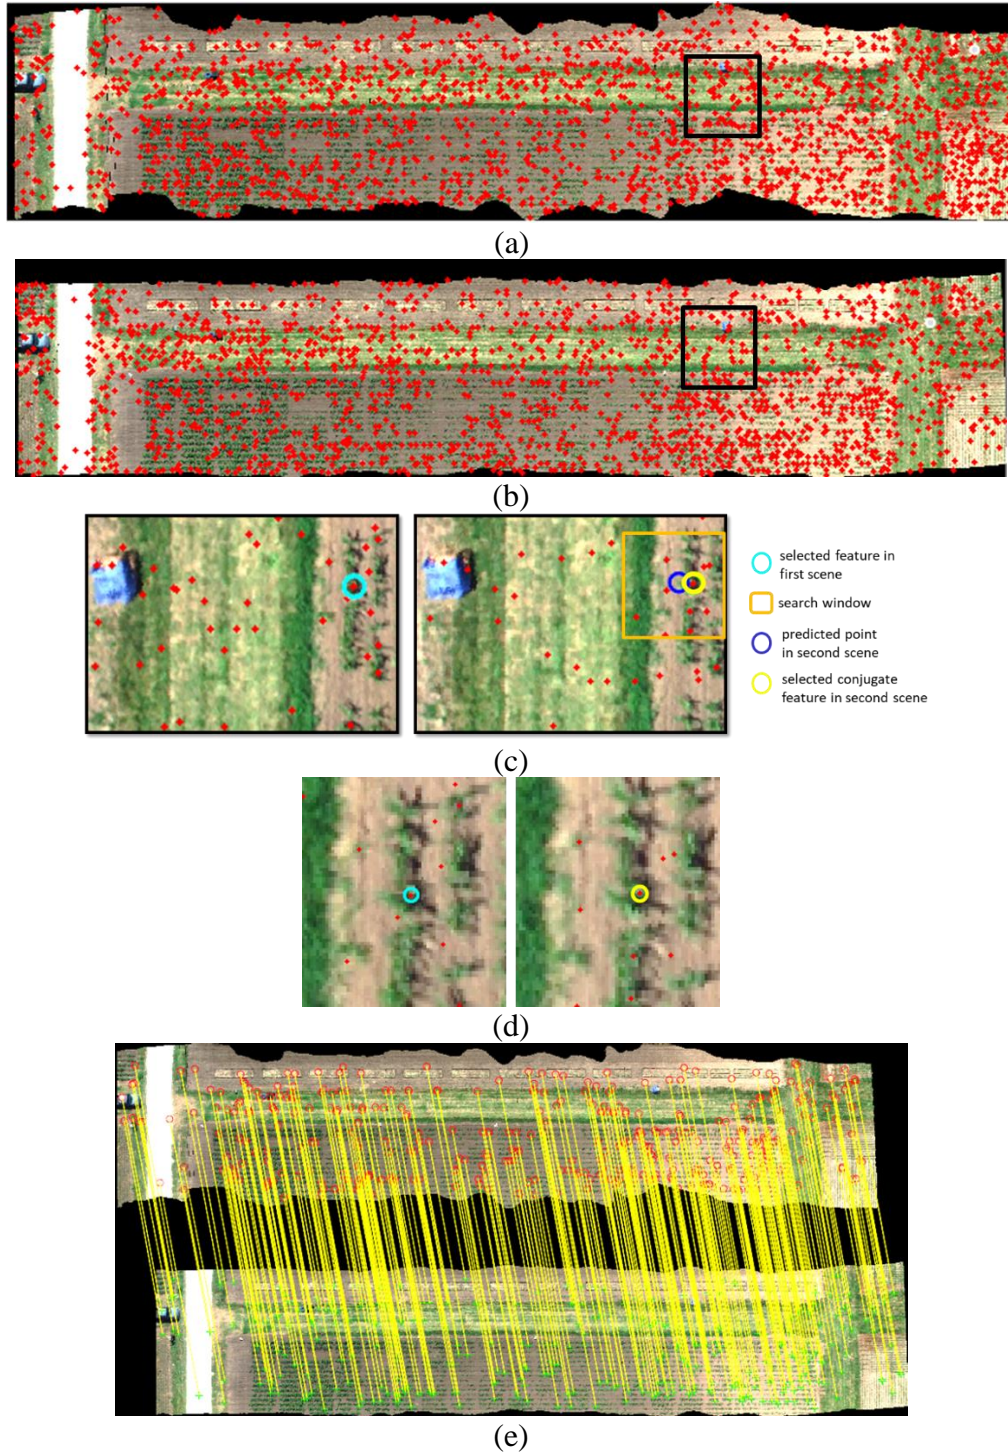 (a)
(b)
selected feature in
first scene
search window
predicted point
in second scene
selected conjugate
feature in second scene
(c)
(d)
(e)